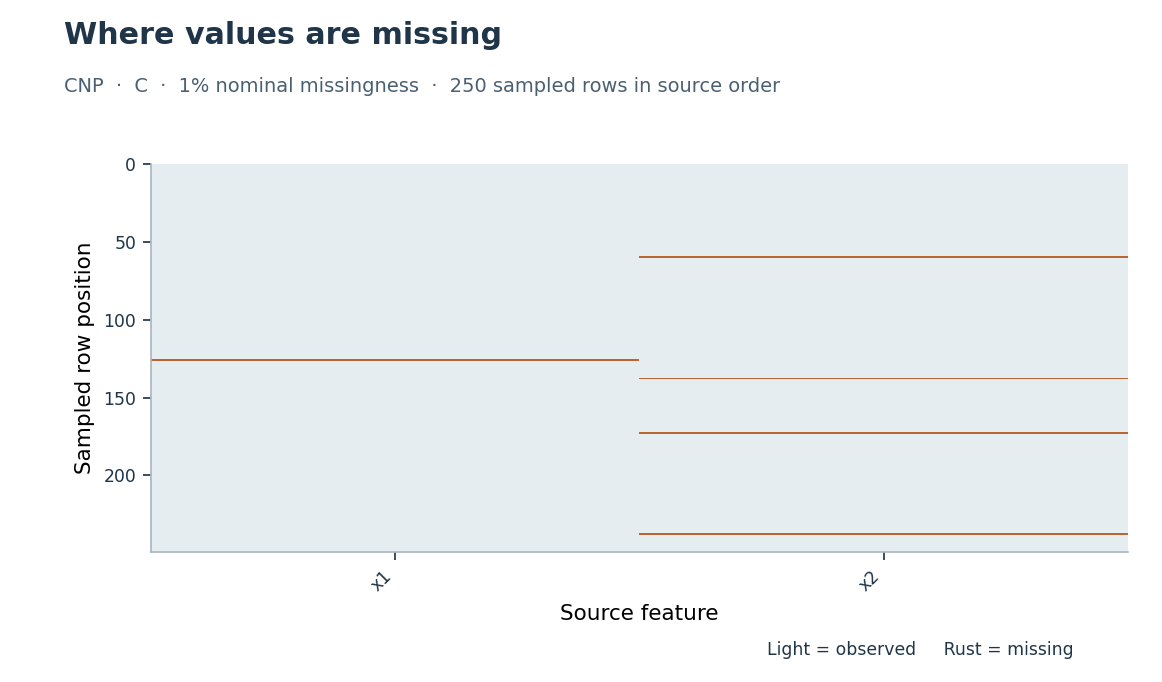 Where values are missing
CNP · C · 1% nominal missingness · 250 sampled rows in source order
0
50
100
150
200
Sampled row position
x1
x2
Source feature
Light = observed Rust = missing